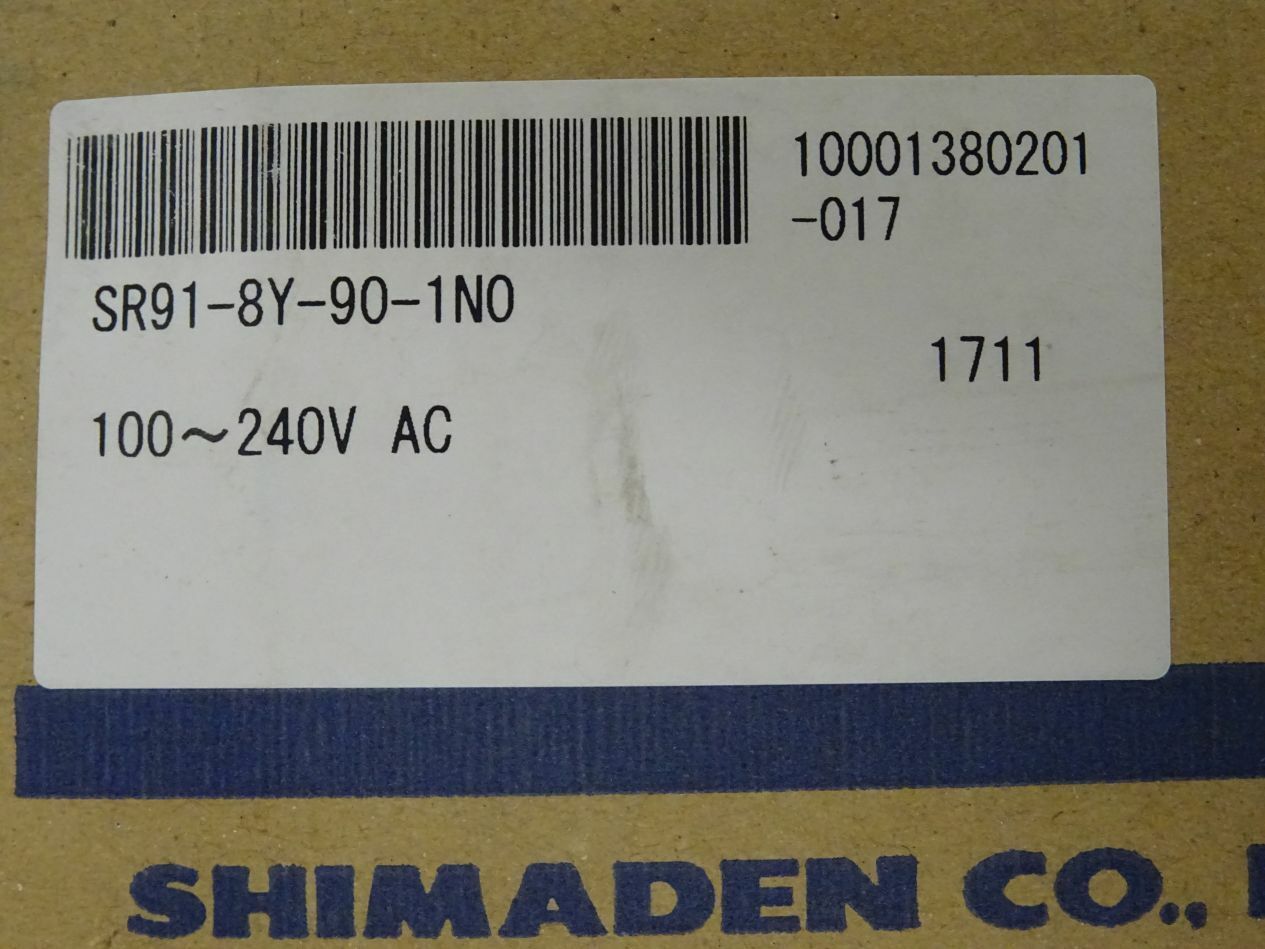 10001380201
-017
SR91-8Y-90-1N0
1711
100～240V AC
SHIMADEN CO.,